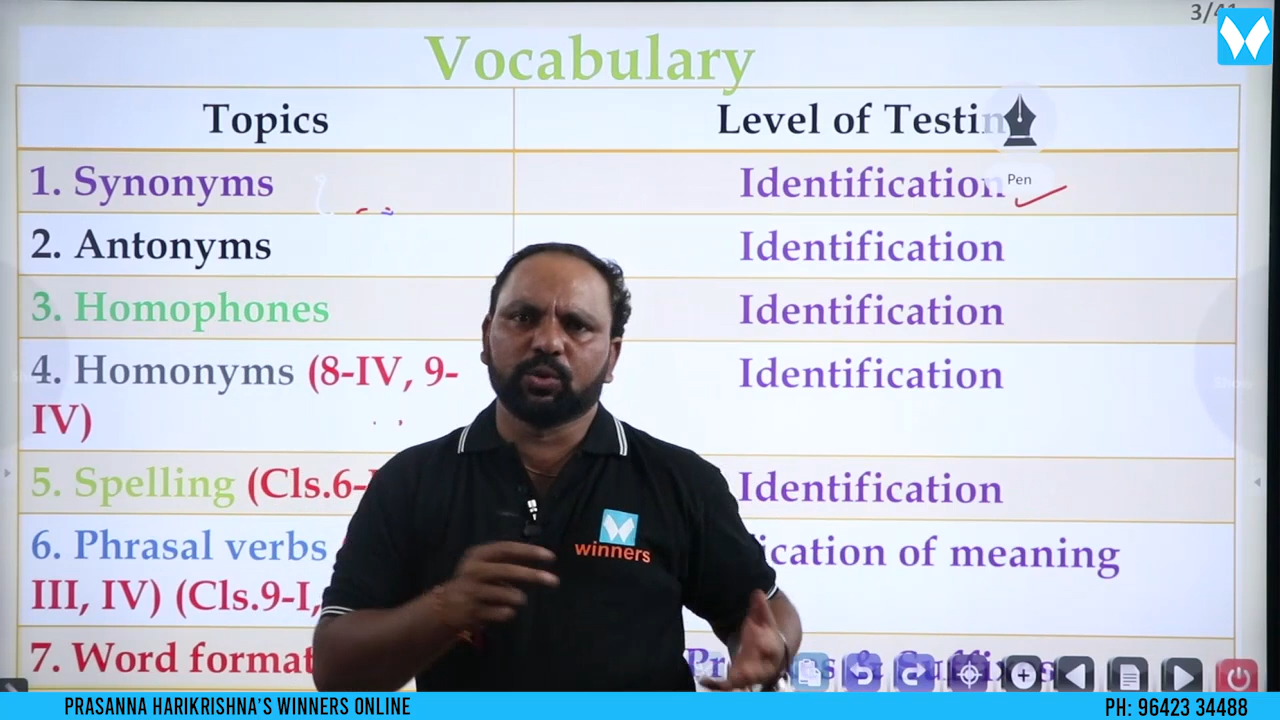 3/41
Vocabulary
Topics
Level of Testin
1. Synonyms
Identification
Pen
2. Antonyms
Identification
3. Homophones
Identification
4. Homonyms (8-IV, 9-
IV)
Identification
5. Spelling (Cls.6-
Identification
6. Phrasal verbs
III, IV) (Cls.9-I,
ication of meaning
7. Word format
& Suffixes
winners
PRASANNA HARIKRISHNA'S WINNERS ONLINE
PH: 96423 34488